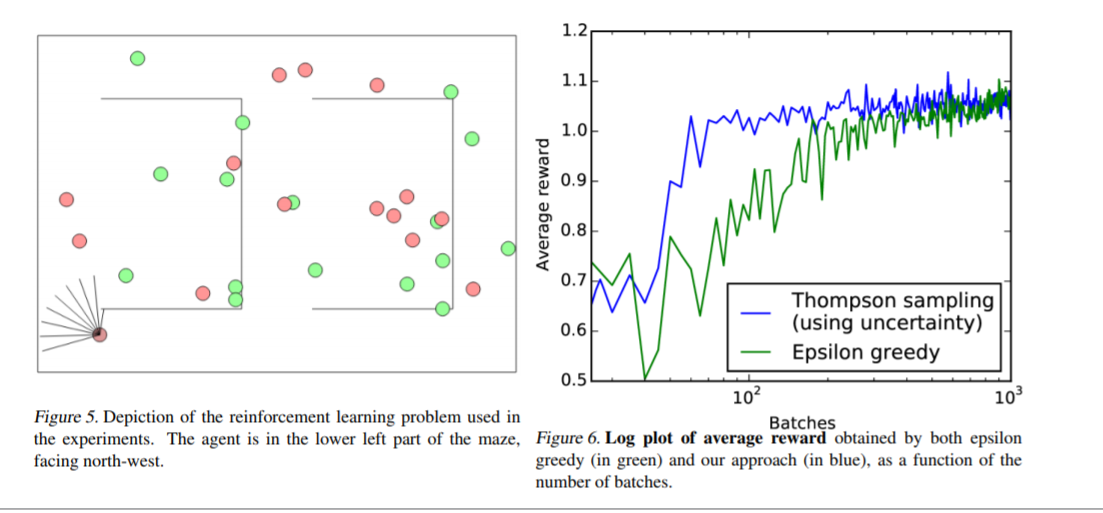 Figure 5. Depiction of the reinforcement learning problem used in
the experiments. The agent is in the lower left part of the maze,
facing north-west.
1.2
1.1
1.0
0.9
0.8
0.7
0.6
0.5
Average reward
Thompson sampling
(using uncertainty)
Epsilon greedy
10²
10³
Batches
Figure 6. Log plot of average reward obtained by both epsilon
greedy (in green) and our approach (in blue), as a function of the
number of batches.